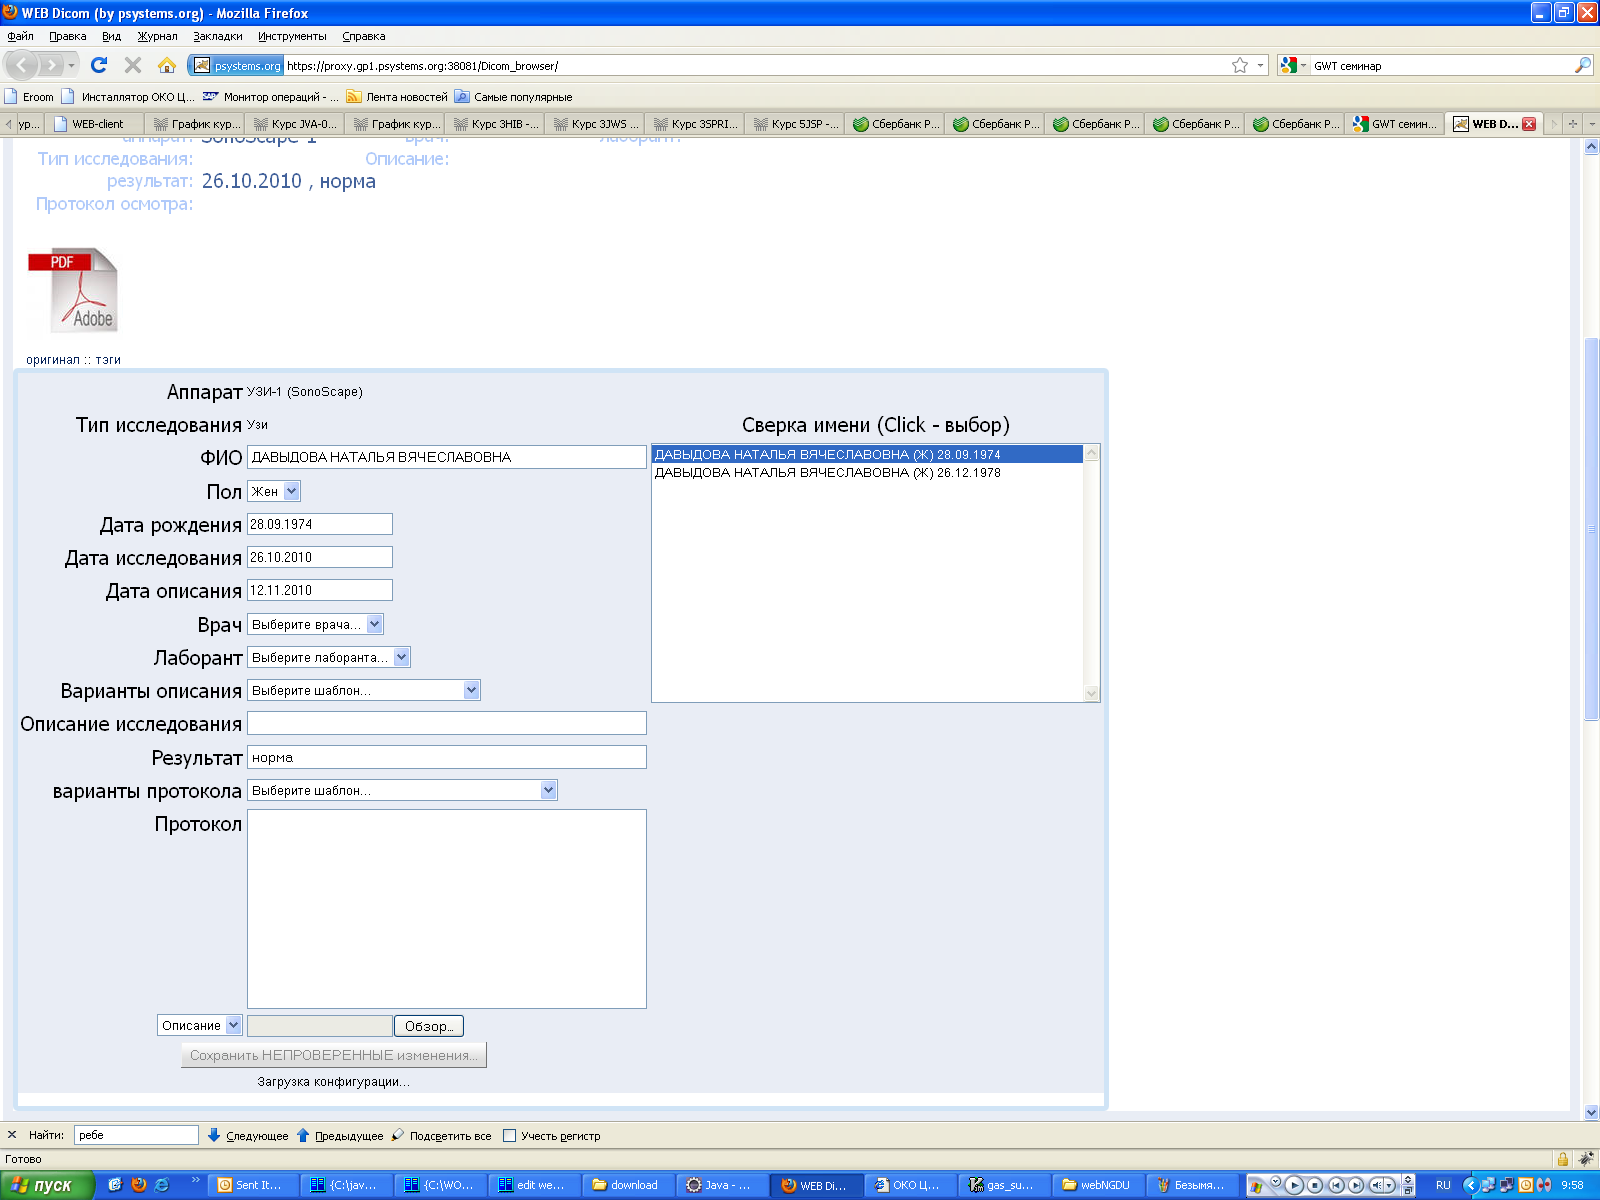 WEB Dicom (by psystems.org) - Mozilla Firefox
Файл Правка Вид Журнал Закладки Инструменты Справка
psystems.org https://proxy.gp1.psystems.org:38081/Dicom_browser/ GWT семинар
Eroom Инсталлятор ОКО Ц... Монитор операций - ... Лента новостей Самые популярные
ур... WEB-client График кур... Курс JVA-0... График кур... Курс 3HIB -... Курс 3JWS ... Курс 3SPRI... Курс 5JSP -... Сбербанк Р... Сбербанк Р... Сбербанк Р... Сбербанк Р... Сбербанк Р... GWT семин... WEB D...
аппарат: SonoScape-1 врач: лаборант:
Тип исследования: Описание:
результат: 26.10.2010 , норма
Протокол осмотра:
PDF
Adobe
оригинал :: тэги
Аппарат УЗИ-1 (SonoScape)
Тип исследования Узи Сверка имени (Click - выбор)
ФИО ДАВЫДОВА НАТАЛЬЯ ВЯЧЕСЛАВОВНА ДАВЫДОВА НАТАЛЬЯ ВЯЧЕСЛАВОВНА (Ж) 28.09.1974
ДАВЫДОВА НАТАЛЬЯ ВЯЧЕСЛАВОВНА (Ж) 26.12.1978
Пол Жен
Дата рождения 28.09.1974
Дата исследования 26.10.2010
Дата описания 12.11.2010
Врач Выберите врача...
Лаборант Выберите лаборанта...
Варианты описания Выберите шаблон...
Описание исследования
Результат норма
варианты протокола Выберите шаблон...
Протокол
Описание Обзор...
Сохранить НЕПРОВЕРЕННЫЕ изменения...
Загрузка конфигурации...
Найти: ребе Следующее Предыдущее Подсветить все Учесть регистр
Готово
пуск Sent It... {C:\jav... {C:\WO... edit we... download Java - ... WEB Di... ОКО Ц... gas_su... webNGDU Безымя... RU 9:58